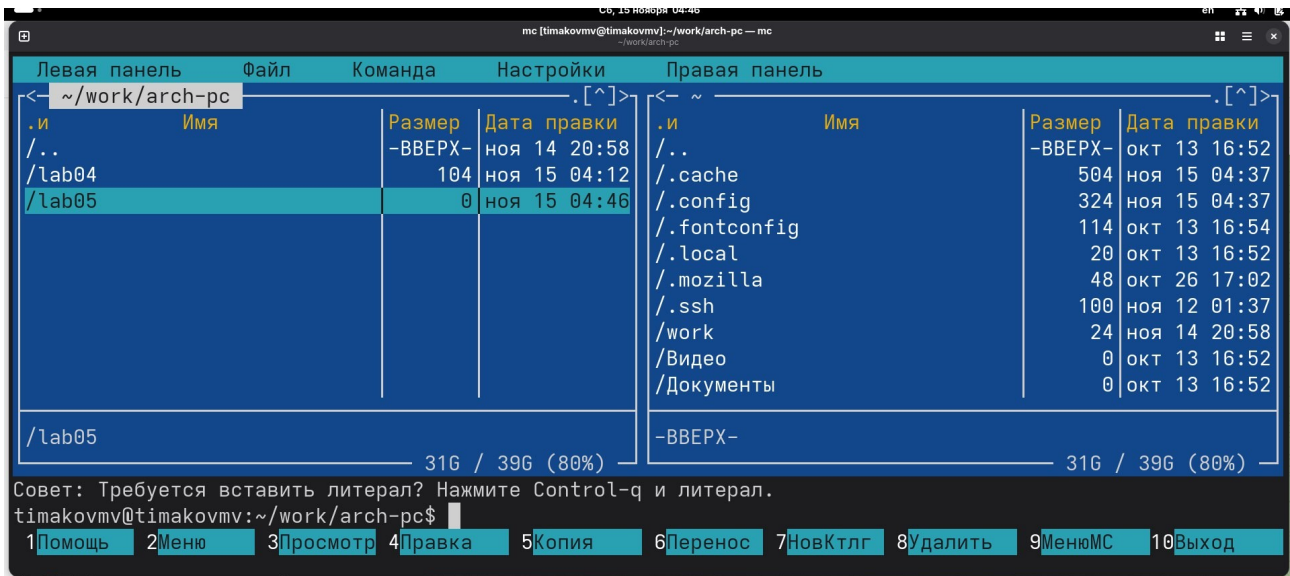 Сб, 15 ноября 04:46 en
mc [timakovmv@timakovmv]:~/work/arch-pc — mc
~/work/arch-pc
Левая панель Файл Команда Настройки Правая панель
<— ~/work/arch-pc .[^]> <— ~ .[^]>
.и Имя Размер Дата правки .и Имя Размер Дата правки
/.. -ВВЕРХ- ноя 14 20:58 /.. -ВВЕРХ- окт 13 16:52
/lab04 104 ноя 15 04:12 /.cache 504 ноя 15 04:37
/lab05 0 ноя 15 04:46 /.config 324 ноя 15 04:37
/.fontconfig 114 окт 13 16:54
/.local 20 окт 13 16:52
/.mozilla 48 окт 26 17:02
/.ssh 100 ноя 12 01:37
/work 24 ноя 14 20:58
/Видео 0 окт 13 16:52
/Документы 0 окт 13 16:52
/lab05 -ВВЕРХ-
31G / 39G (80%) 31G / 39G (80%)
Совет: Требуется вставить литерал? Нажмите Control-q и литерал.
timakovmv@timakovmv:~/work/arch-pc$
1Помощь 2Меню 3Просмотр 4Правка 5Копия 6Перенос 7НовКтлг 8Удалить 9МенюМС 10Выход